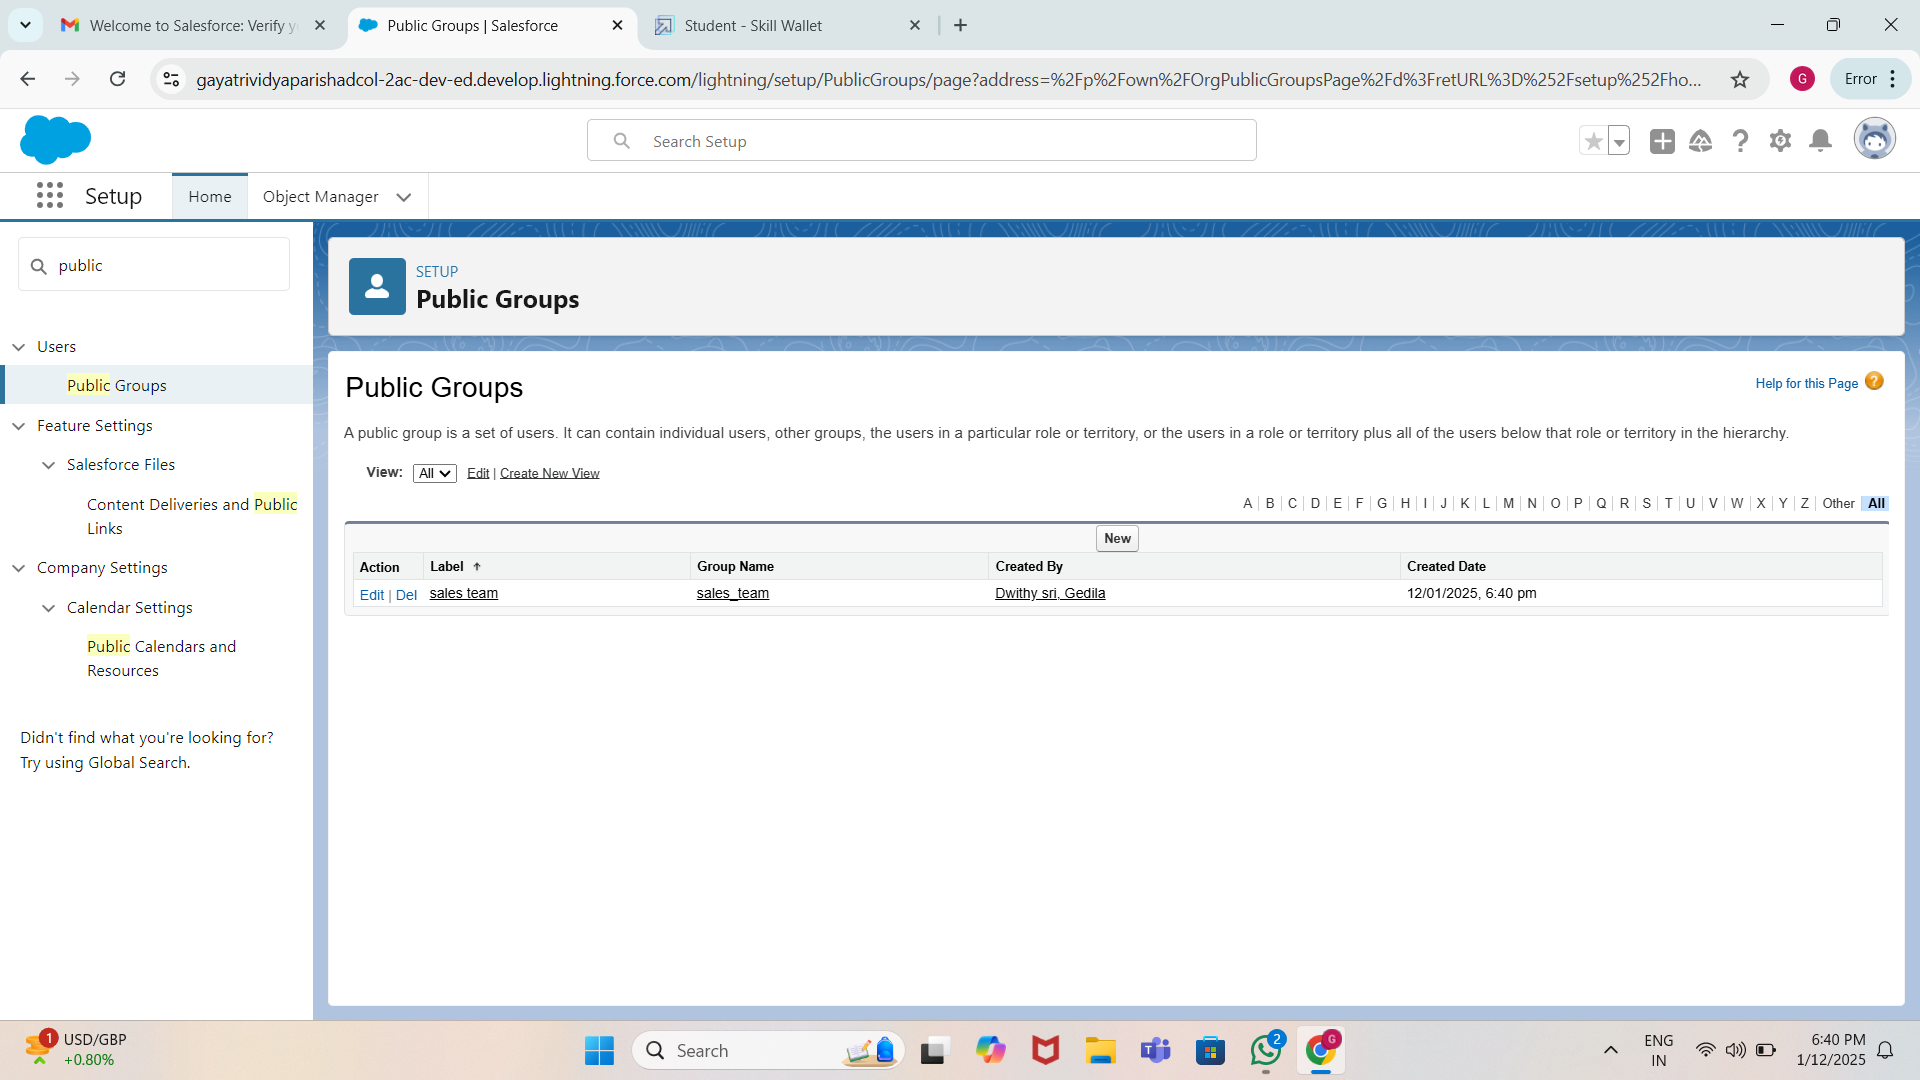 Welcome to Salesforce: Verify y
Public Groups | Salesforce
Student - Skill Wallet
gayatrividyaparishadcol-2ac-dev-ed.develop.lightning.force.com/lightning/setup/PublicGroups/page?address=%2Fp%2Fown%2FOrgPublicGroupsPage%2Fd%3FretURL%3D%252Fsetup%252Fho...
G
Error
Search Setup
Setup
Home
Object Manager
public
Users
Public Groups
Feature Settings
Salesforce Files
Content Deliveries and Public
Links
Company Settings
Calendar Settings
Public Calendars and
Resources
Didn't find what you're looking for?
Try using Global Search.
SETUP
Public Groups
Public Groups
Help for this Page ?
A public group is a set of users. It can contain individual users, other groups, the users in a particular role or territory, or the users in a role or territory plus all of the users below that role or territory in the hierarchy.
View: All Edit | Create New View
A | B | C | D | E | F | G | H | I | J | K | L | M | N | O | P | Q | R | S | T | U | V | W | X | Y | Z | Other All
New
Action Label ↑ Group Name Created By Created Date
Edit | Del sales team sales_team Dwithy sri, Gedila 12/01/2025, 6:40 pm
1
USD/GBP
+0.80%
Search
2
G
ENG
IN
6:40 PM
1/12/2025